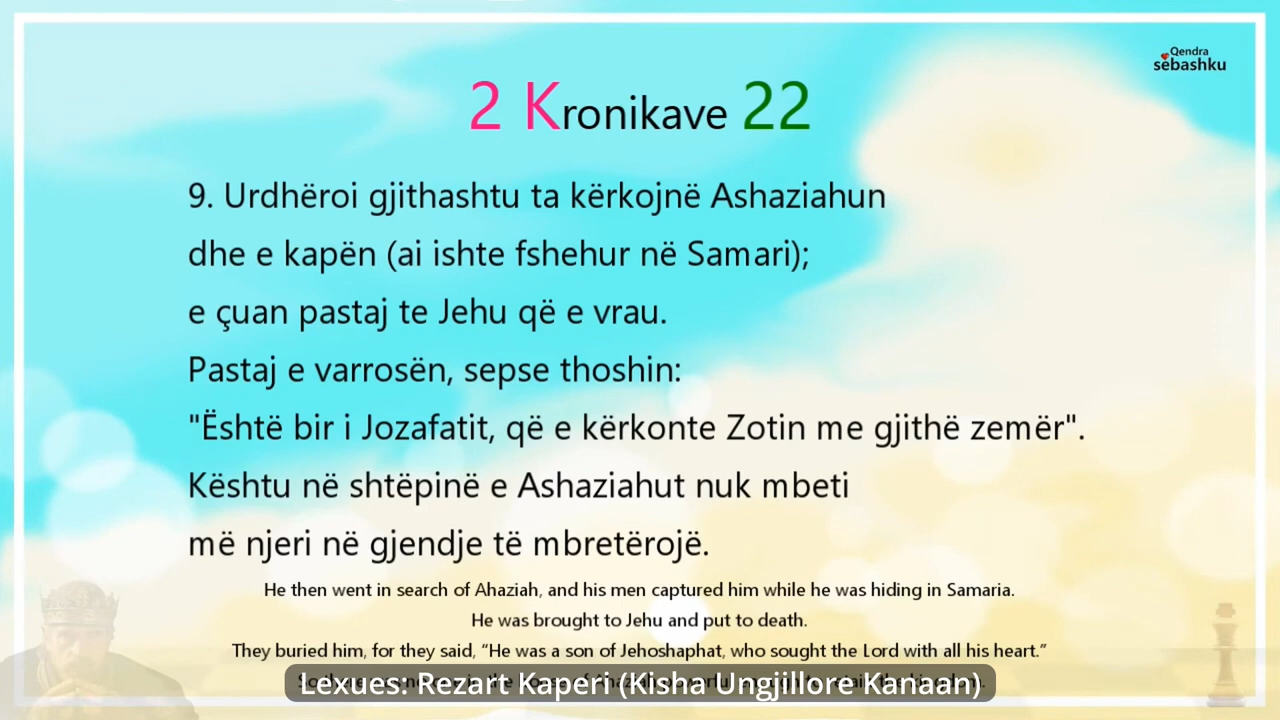 Qendra
sëbashku
2 Kronikave 22
9. Urdhëroi gjithashtu ta kërkojnë Ashaziahun
dhe e kapën (ai ishte fshehur në Samari);
e çuan pastaj te Jehu që e vrau.
Pastaj e varrosën, sepse thoshin:
"Është bir i Jozafatit, që e kërkonte Zotin me gjithë zemër".
Kështu në shtëpinë e Ashaziahut nuk mbeti
më njeri në gjendje të mbretërojë.
He then went in search of Ahaziah, and his men captured him while he was hiding in Samaria.
He was brought to Jehu and put to death.
They buried him, for they said, “He was a son of Jehoshaphat, who sought the Lord with all his heart.”
Lexues: Rezart Kaperi (Kisha Ungjillore Kanaan)